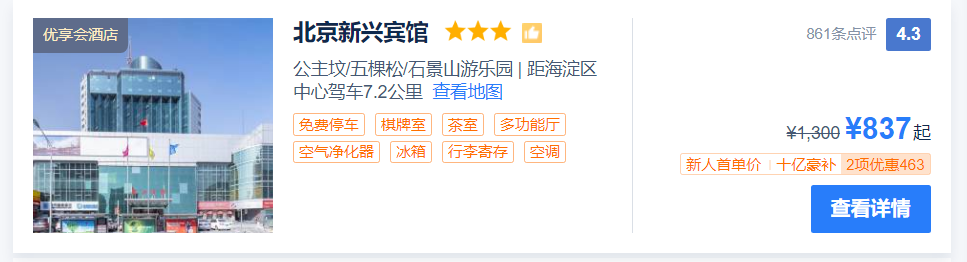 优享会酒店
北京新兴宾馆
公主坟/五棵松/石景山游乐园 | 距海淀区
中心驾车7.2公里 查看地图
免费停车 棋牌室 茶室 多功能厅
空气净化器 冰箱 行李寄存 空调
861条点评 4.3
¥1,300 ¥837起
新人首单价 十亿豪补 2项优惠463
查看详情